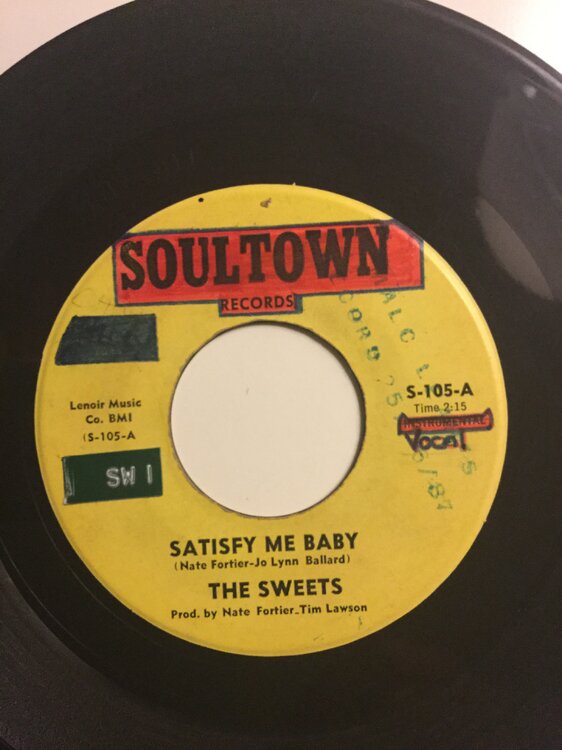 SOULTOWN
RECORDS
Lenoir Music
Co. BMI
(S-105-A
SW 1
S-105-A
Time 2:15
INSTRUMENTAL
VOCAL
SATISFY ME BABY
(Nate Fortier-Jo Lynn Ballard)
THE SWEETS
Prod. by Nate Fortier-Tim Lawson